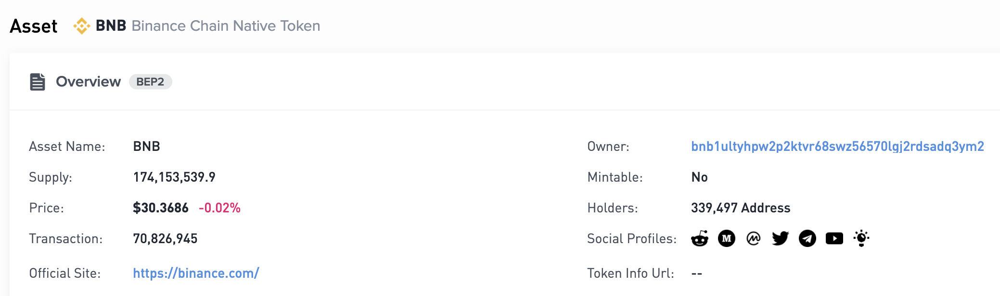 Asset BNB Binance Chain Native Token
Overview BEP2
Asset Name: BNB
Supply: 174,153,539.9
Price: $30.3686 -0.02%
Transaction: 70,826,945
Official Site: https://binance.com/
Owner: bnb1ultyhpw2p2ktvr68swz56570lgj2rdsadq3ym2
Mintable: No
Holders: 339,497 Address
Social Profiles:
Token Info Url: --